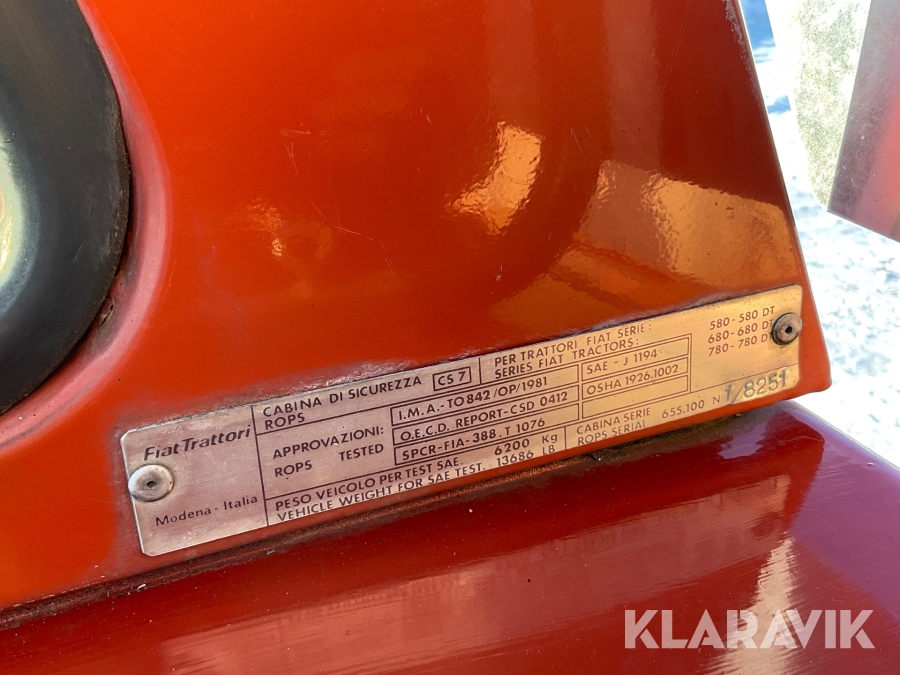 FiatTrattori
Modena - Italia
CABINA DI SICUREZZA CS 7
ROPS
PER TRATTORI FIAT SERIE:
SERIES FIAT TRACTORS:
580-580 DT
680-680 DT
780-780 DT
APPROVAZIONI:
ROPS TESTED
I.M.A.-TO 842/OP/1981
O.E.C.D. REPORT-CSD 0412
SPCR-FIA-388.T 1076
SAE - J 1194
OSHA 1926.1002
PESO VEICOLO PER TEST SAE. 6200 Kg
VEHICLE WEIGHT FOR SAE TEST. 13686 LB
CABINA SERIE
ROPS SERIAL 655.100 N 1/8251
KLARAVIK